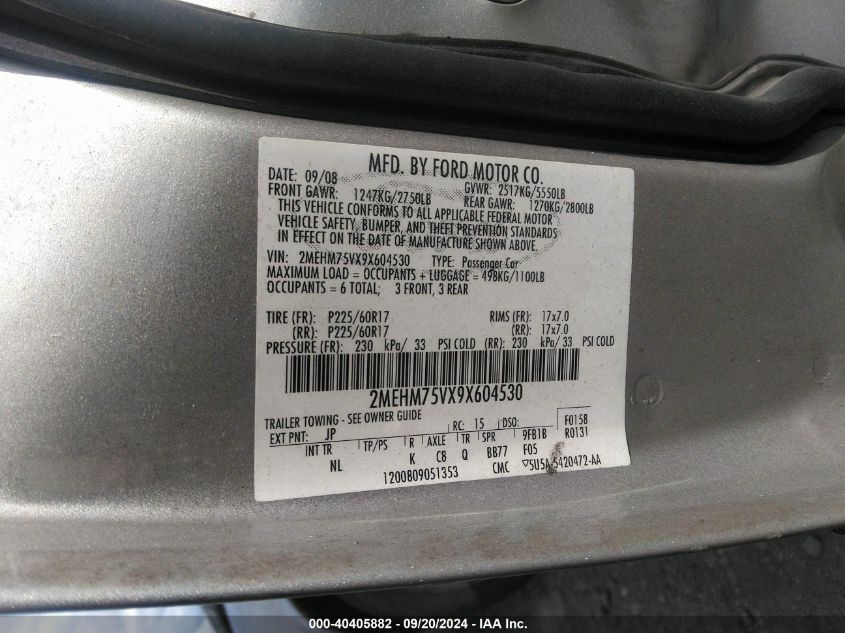 MFD. BY FORD MOTOR CO.
DATE: 09/08 GVWR: 2517KG/5550LB
FRONT GAWR: 1247KG/2750LB REAR GAWR: 1270KG/2800LB
THIS VEHICLE CONFORMS TO ALL APPLICABLE FEDERAL MOTOR
VEHICLE SAFETY, BUMPER, AND THEFT PREVENTION STANDARDS
IN EFFECT ON THE DATE OF MANUFACTURE SHOWN ABOVE.
VIN: 2MEHM75VX9X604530 TYPE: Passenger Car
MAXIMUM LOAD = OCCUPANTS + LUGGAGE = 498KG/1100LB
OCCUPANTS = 6 TOTAL; 3 FRONT, 3 REAR
TIRE (FR): P225/60R17 RIMS (FR): 17x7.0
(RR): P225/60R17 (RR): 17x7.0
PRESSURE (FR): 230 kPa/ 33 PSI COLD (RR): 230 kPa/ 33 PSI COLD
2MEHM75VX9X604530
TRAILER TOWING - SEE OWNER GUIDE
EXT PNT: JP RC: 15 DSO: F0158
INT TR TP/PS R AXLE TR SPR 9FB1B R0131
NL K C8 Q BB77 F05
1200809051353 CMC ▽5U5A-5420472-AA
000-40405882 - 09/20/2024 - IAA Inc.